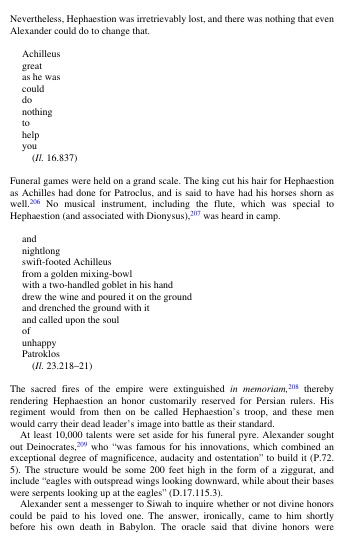 Nevertheless, Hephaestion was irretrievably lost, and there was nothing that even
Alexander could do to change that.
Achilleus
great
as he was
could
do
nothing
to
help
you
(Il. 16.837)
Funeral games were held on a grand scale. The king cut his hair for Hephaestion
as Achilles had done for Patroclus, and is said to have had his horses shorn as
well.206 No musical instrument, including the flute, which was special to
Hephaestion (and associated with Dionysus),207 was heard in camp.
and
nightlong
swift-footed Achilleus
from a golden mixing-bowl
with a two-handled goblet in his hand
drew the wine and poured it on the ground
and drenched the ground with it
and called upon the soul
of
unhappy
Patroklos
(Il. 23.218–21)
The sacred fires of the empire were extinguished in memoriam,208 thereby
rendering Hephaestion an honor customarily reserved for Persian rulers. His
regiment would from then on be called Hephaestion's troop, and these men
would carry their dead leader's image into battle as their standard.
At least 10,000 talents were set aside for his funeral pyre. Alexander sought
out Deinocrates,209 who “was famous for his innovations, which combined an
exceptional degree of magnificence, audacity and ostentation” to build it (P.72.
5). The structure would be some 200 feet high in the form of a ziggurat, and
include “eagles with outspread wings looking downward, while about their bases
were serpents looking up at the eagles” (D.17.115.3).
Alexander sent a messenger to Siwah to inquire whether or not divine honors
could be paid to his loved one. The answer, ironically, came to him shortly
before his own death in Babylon. The oracle said that divine honors were